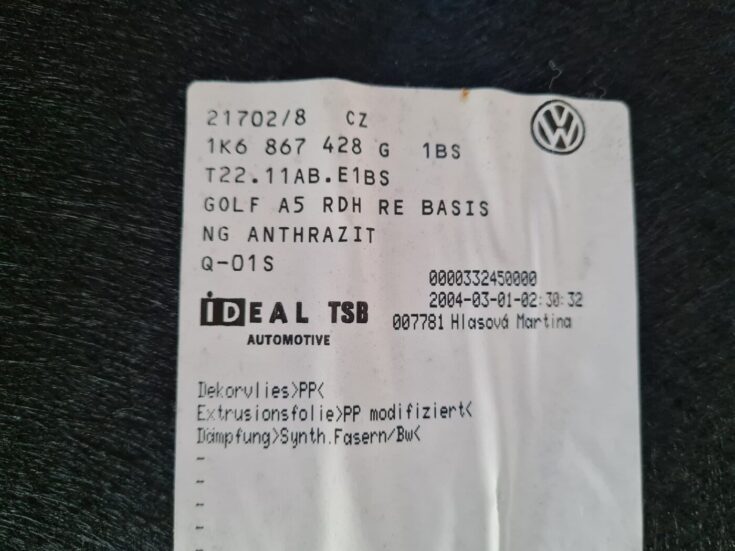 21702/8 CZ
1K6 867 428 G 1BS
T22.11AB.E1BS
GOLF A5 RDH RE BASIS
NG ANTHRAZIT
Q-01S
0000332450000
2004-03-01-02:30:32
007781 Hlasová Martina
iDEAL TSB
AUTOMOTIVE
Dekorvlies>PP<
Extrusionsfolie>PP modifiziert<
Dämpfung>Synth.Fasern/Bw<
-
-
-
-
-